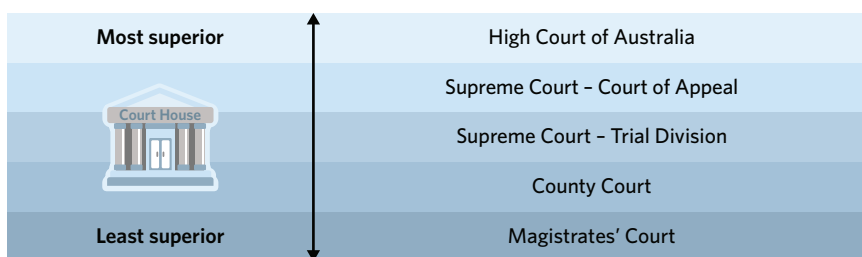 Most superior
High Court of Australia
Supreme Court – Court of Appeal
Court House
Supreme Court – Trial Division
County Court
Least superior
Magistrates’ Court